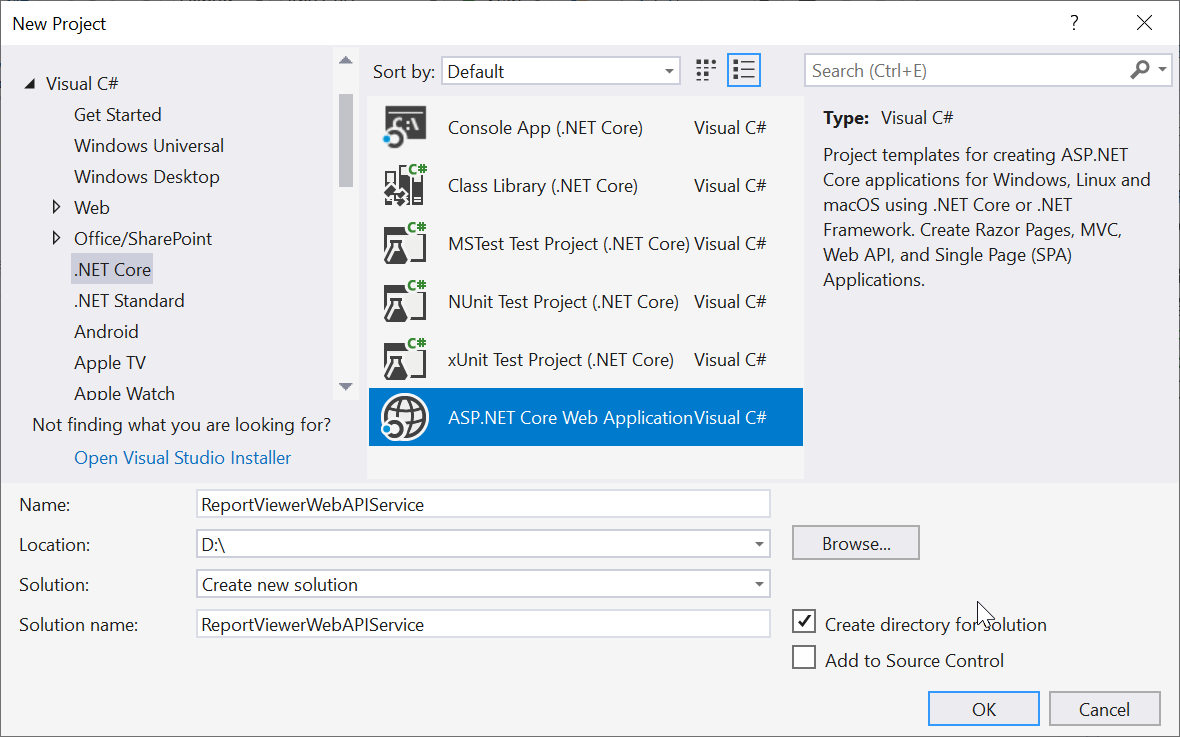 New Project
?
Visual C#
Get Started
Windows Universal
Windows Desktop
Web
Office/SharePoint
.NET Core
.NET Standard
Android
Apple TV
Apple Watch
Not finding what you are looking for?
Open Visual Studio Installer
Sort by: Default
Console App (.NET Core) Visual C#
Class Library (.NET Core) Visual C#
MSTest Test Project (.NET Core) Visual C#
NUnit Test Project (.NET Core) Visual C#
xUnit Test Project (.NET Core) Visual C#
ASP.NET Core Web Application Visual C#
Search (Ctrl+E)
Type: Visual C#
Project templates for creating ASP.NET
Core applications for Windows, Linux and
macOS using .NET Core or .NET
Framework. Create Razor Pages, MVC,
Web API, and Single Page (SPA)
Applications.
Name: ReportViewerWebAPIService
Location: D:\
Browse...
Solution: Create new solution
Solution name: ReportViewerWebAPIService
Create directory for solution
Add to Source Control
OK
Cancel